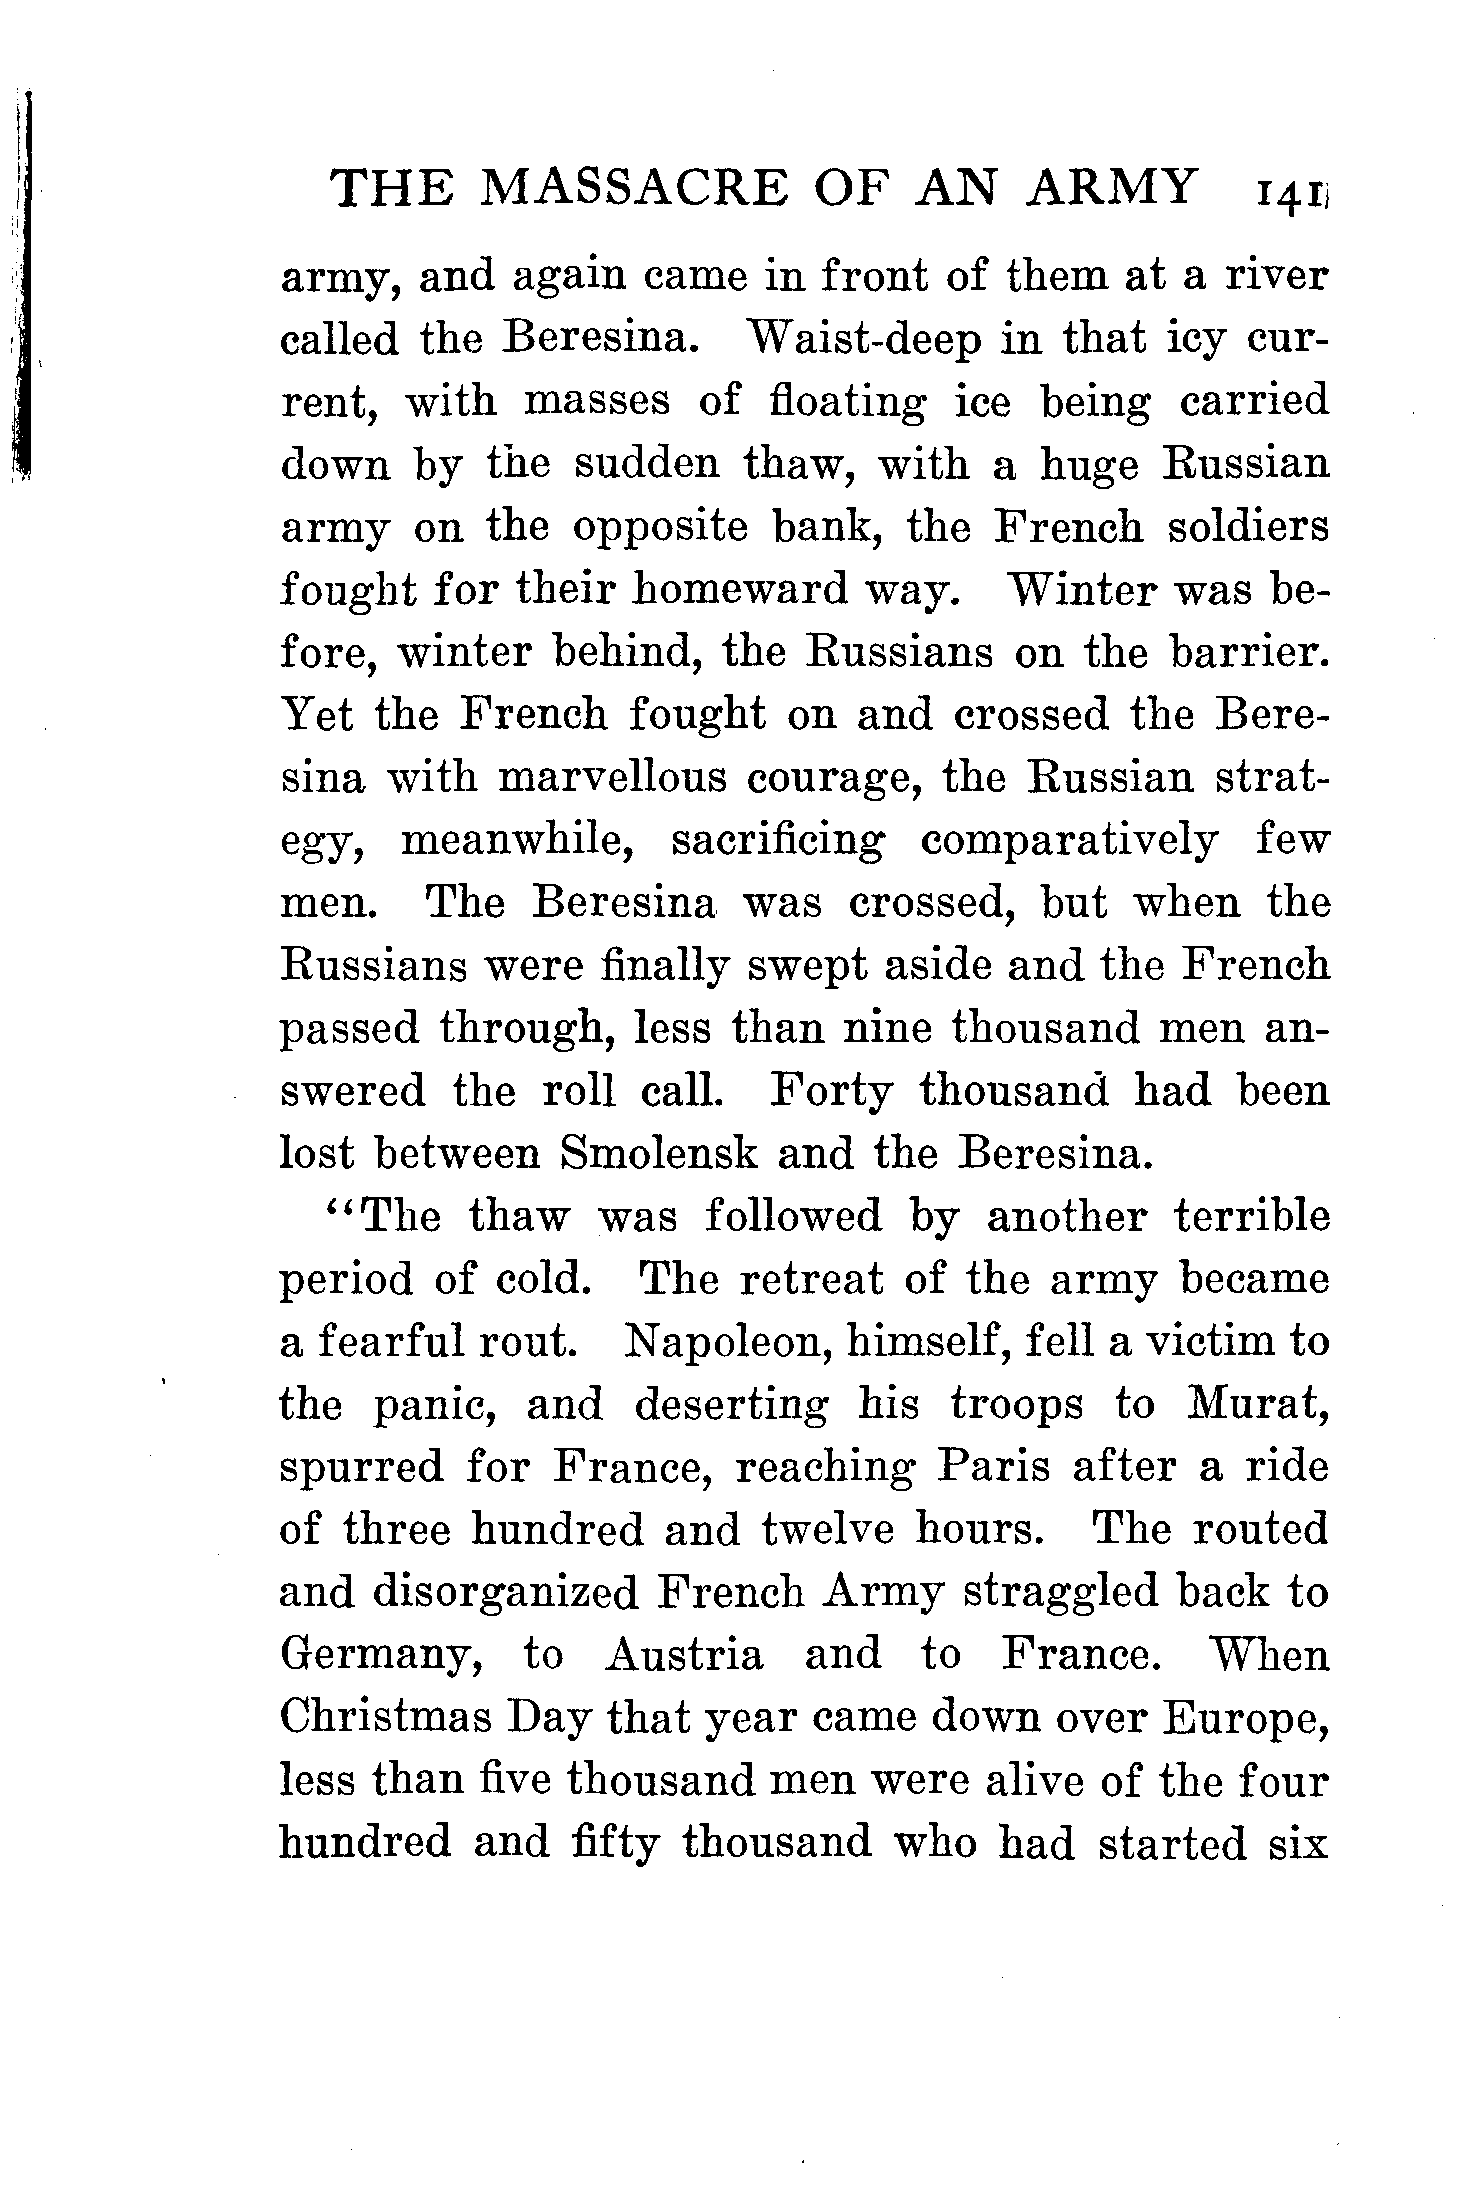 THE MASSACRE OF AN ARMY 141
army, and again came in front of them at a river
called the Beresina. Waist-deep in that icy cur-
rent, with masses of floating ice being carried
down by the sudden thaw, with a huge Russian
army on the opposite bank, the French soldiers
fought for their homeward way. Winter was be-
fore, winter behind, the Russians on the barrier.
Yet the French fought on and crossed the Bere-
sina with marvellous courage, the Russian strat-
egy, meanwhile, sacrificing comparatively few
men. The Beresina was crossed, but when the
Russians were finally swept aside and the French
passed through, less than nine thousand men an-
swered the roll call. Forty thousand had been
lost between Smolensk and the Beresina.
“The thaw was followed by another terrible
period of cold. The retreat of the army became
a fearful rout. Napoleon, himself, fell a victim to
the panic, and deserting his troops to Murat,
spurred for France, reaching Paris after a ride
of three hundred and twelve hours. The routed
and disorganized French Army straggled back to
Germany, to Austria and to France. When
Christmas Day that year came down over Europe,
less than five thousand men were alive of the four
hundred and fifty thousand who had started six